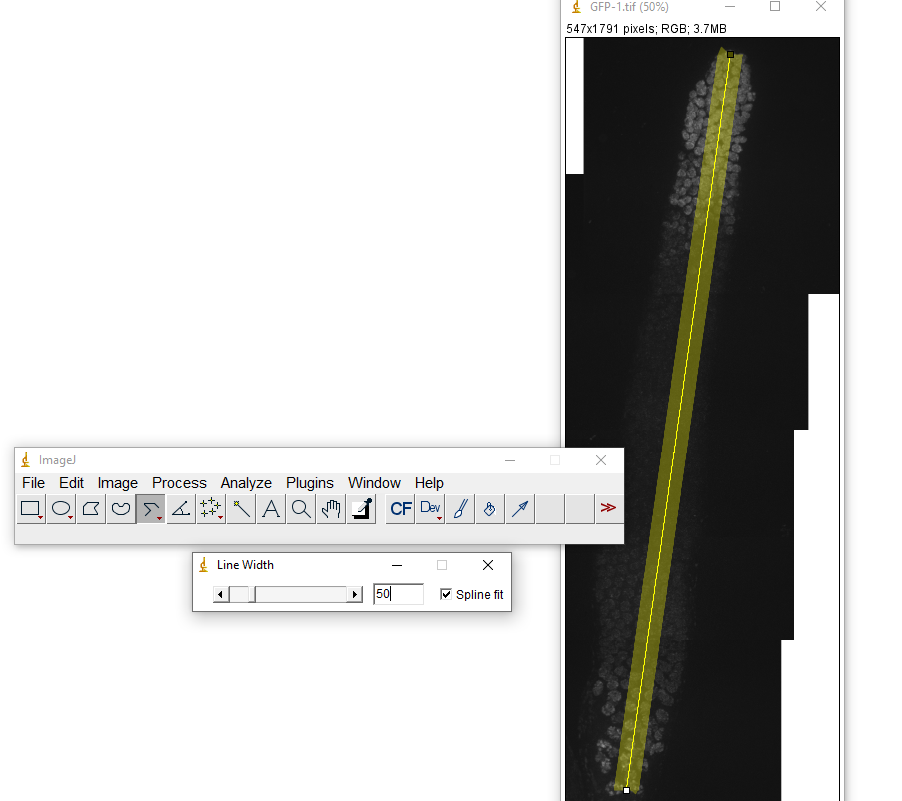 GFP-1.tif (50%)
547x1791 pixels; RGB; 3.7MB
ImageJ
File Edit Image Process Analyze Plugins Window Help
A CF Dev
Line Width
50 Spline fit